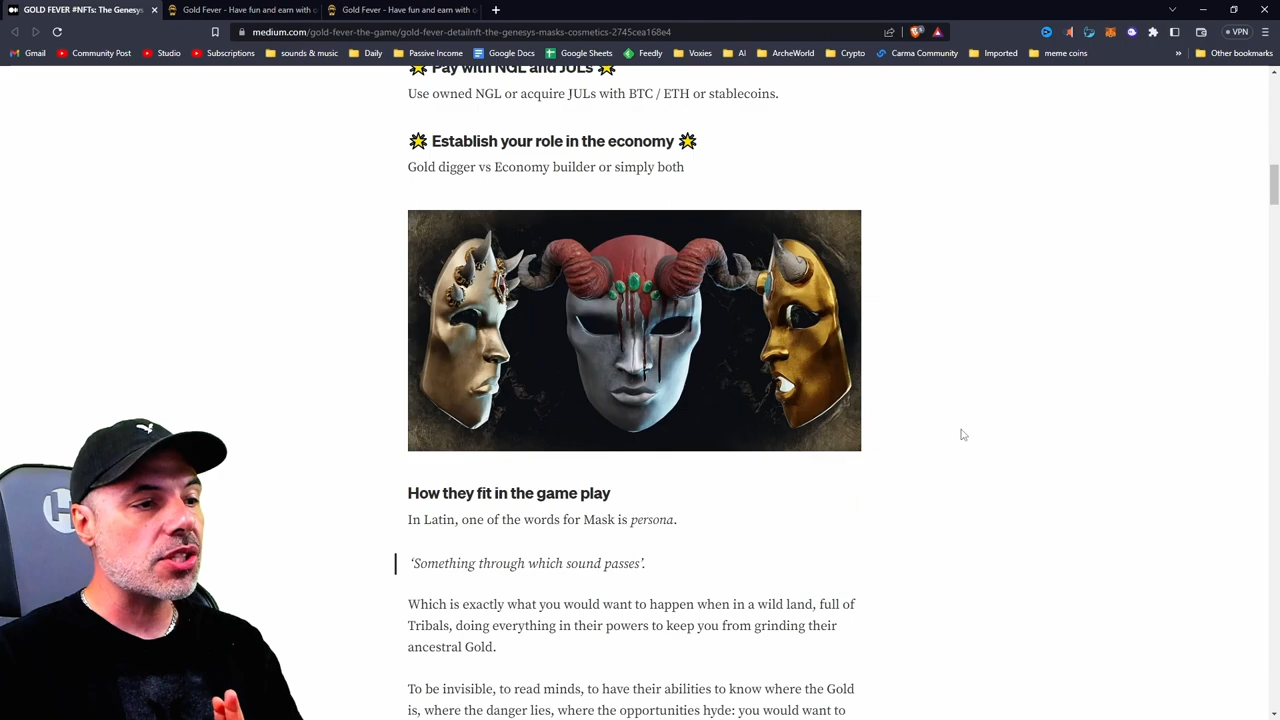 GOLD FEVER #NFTs: The Genesys
Gold Fever - Have fun and earn with c
Gold Fever - Have fun and earn with g
medium.com/gold-fever-the-game/gold-fever-detailnft-the-genesys-masks-cosmetics-2745cea168e4
VPN
Gmail
Community Post
Studio
Subscriptions
sounds & music
Daily
Passive Income
Google Docs
Google Sheets
Feedly
Voxies
AI
ArcheWorld
Crypto
Carma Community
Imported
meme coins
»
Other bookmarks
Pay with NGL and JULs
Use owned NGL or acquire JULs with BTC / ETH or stablecoins.
Establish your role in the economy
Gold digger vs Economy builder or simply both
How they fit in the game play
In Latin, one of the words for Mask is persona.
‘Something through which sound passes’.
Which is exactly what you would want to happen when in a wild land, full of
Tribals, doing everything in their powers to keep you from grinding their
ancestral Gold.
To be invisible, to read minds, to have their abilities to know where the Gold
is, where the danger lies, where the opportunities hyde: you would want to